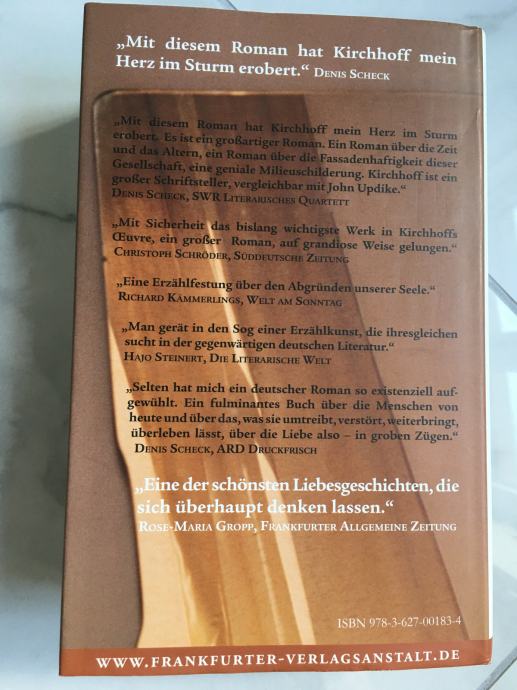 „Mit diesem Roman hat Kirchhoff mein
Herz im Sturm erobert.“ Denis Scheck
„Mit diesem Roman hat Kirchhoff mein Herz im Sturm
erobert. Es ist ein großartiger Roman. Ein Roman über die Zeit
und das Altern, ein Roman über die Fassadenhaftigkeit dieser
Gesellschaft, eine geniale Milieuschilderung. Kirchhoff ist ein
großer Schriftsteller, vergleichbar mit John Updike.“
Denis Scheck, SWR Literarisches Quartett
„Mit Sicherheit das bislang wichtigste Werk in Kirchhoffs
Œuvre, ein großer Roman, auf grandiose Weise gelungen.“
Christoph Schröder, Süddeutsche Zeitung
„Eine Erzählfestung über den Abgründen unserer Seele.“
Richard Kämmerlings, Welt am Sonntag
„Man gerät in den Sog einer Erzählkunst, die ihresgleichen
sucht in der gegenwärtigen deutschen Literatur.“
Hajo Steinert, Die Literarische Welt
„Selten hat mich ein deutscher Roman so existenziell auf-
gewühlt. Ein fulminantes Buch über die Menschen von
heute und über das, was sie umtreibt, verstört, weiterbringt,
überleben lässt, über die Liebe also – in groben Zügen.“
Denis Scheck, ARD Druckfrisch
„Eine der schönsten Liebesgeschichten, die
sich überhaupt denken lassen.“
Rose-Maria Gropp, Frankfurter Allgemeine Zeitung
ISBN 978-3-627-00183-4
WWW.FRANKFURTER-VERLAGSANSTALT.DE